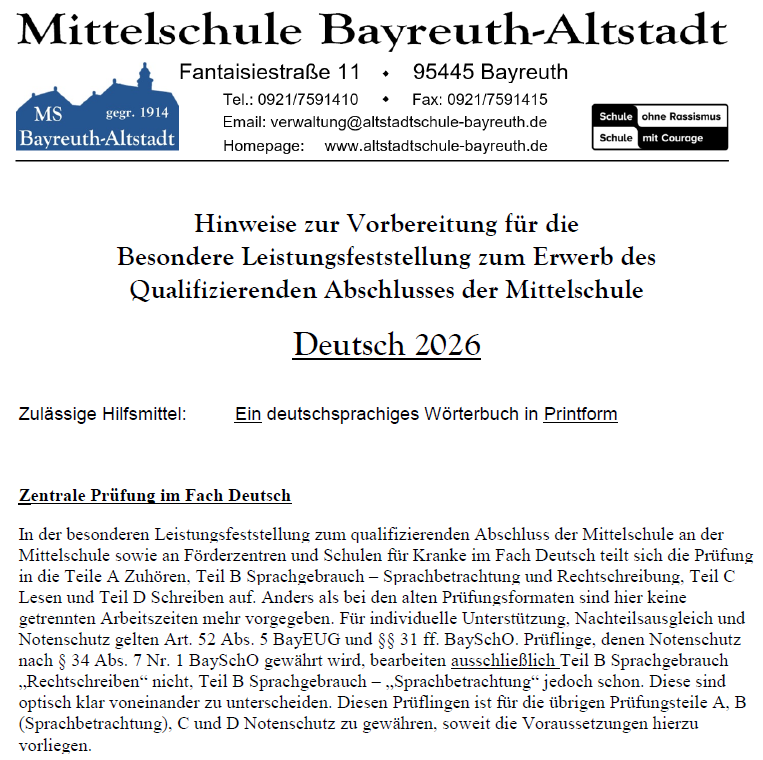 Mittelschule Bayreuth-Altstadt
Fantaisiestraße 11 ♦ 95445 Bayreuth
MS gegr. 1914
Bayreuth-Altstadt
Tel.: 0921/7591410 ♦ Fax: 0921/7591415
Email: verwaltung@altstadtschule-bayreuth.de
Homepage: www.altstadtschule-bayreuth.de
Schule ohne Rassismus
Schule mit Courage
Hinweise zur Vorbereitung für die
Besondere Leistungsfeststellung zum Erwerb des
Qualifizierenden Abschlusses der Mittelschule
Deutsch 2026
Zulässige Hilfsmittel: Ein deutschsprachiges Wörterbuch in Printform
Zentrale Prüfung im Fach Deutsch
In der besonderen Leistungsfeststellung zum qualifizierenden Abschluss der Mittelschule an der
Mittelschule sowie an Förderzentren und Schulen für Kranke im Fach Deutsch teilt sich die Prüfung
in die Teile A Zuhören, Teil B Sprachgebrauch – Sprachbetrachtung und Rechtschreibung, Teil C
Lesen und Teil D Schreiben auf. Anders als bei den alten Prüfungsformaten sind hier keine
getrennten Arbeitszeiten mehr vorgegeben. Für individuelle Unterstützung, Nachteilsausgleich und
Notenschutz gelten Art. 52 Abs. 5 BayEUG und §§ 31 ff. BaySchO. Prüflinge, denen Notenschutz
nach § 34 Abs. 7 Nr. 1 BaySchO gewährt wird, bearbeiten ausschließlich Teil B Sprachgebrauch
„Rechtschreiben“ nicht, Teil B Sprachgebrauch – „Sprachbetrachtung“ jedoch schon. Diese sind
optisch klar voneinander zu unterscheiden. Diesen Prüflingen ist für die übrigen Prüfungsteile A, B
(Sprachbetrachtung), C und D Notenschutz zu gewähren, soweit die Voraussetzungen hierzu
vorliegen.